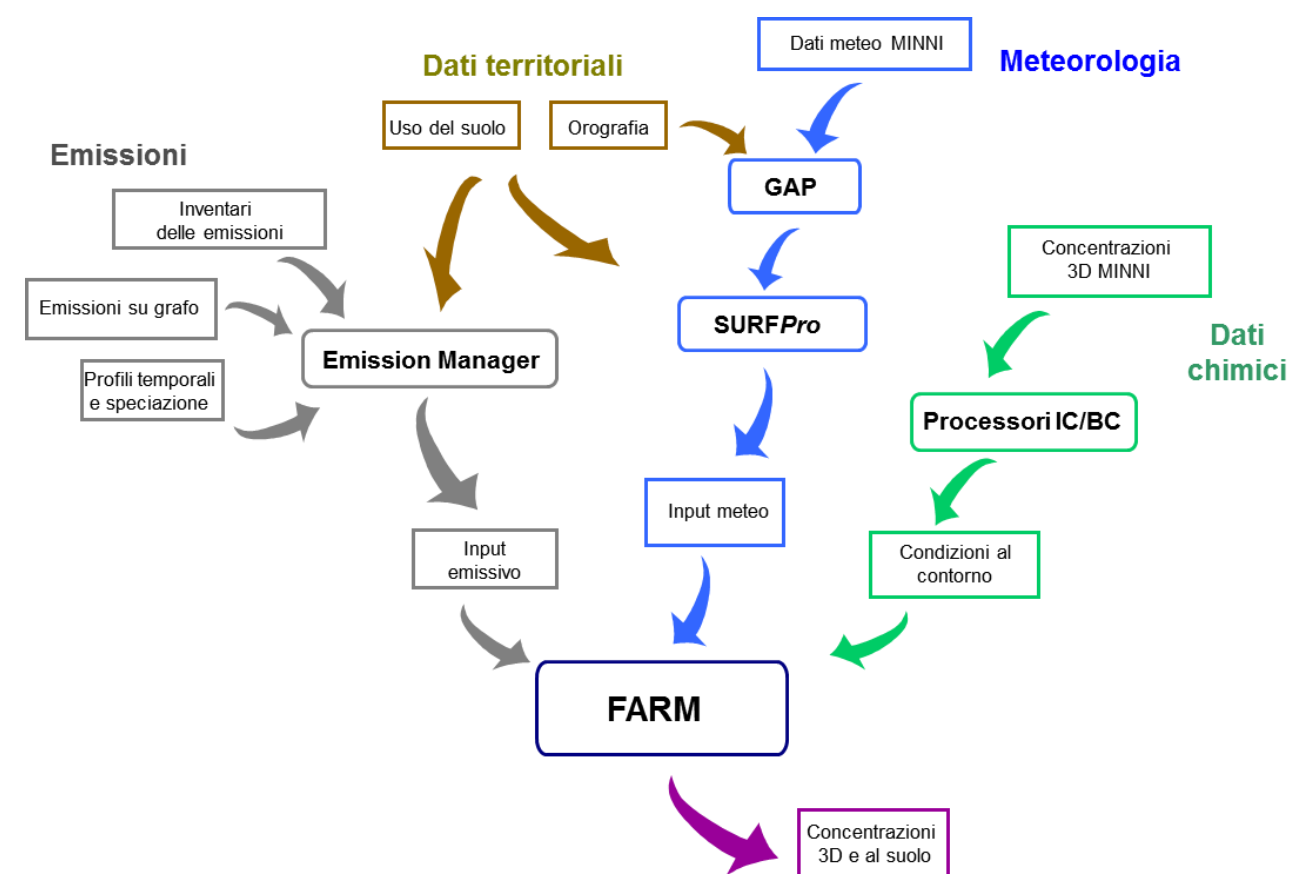 Dati meteo MINNI
Meteorologia
Dati territoriali
Uso del suolo
Orografia
Emissioni
GAP
Inventari
delle emissioni
Concentrazioni
3D MINNI
Emissioni su grafo
SURFPro
Dati
chimici
Emission Manager
Profili temporali
e speciazione
Processori IC/BC
Input meteo
Input
emissivo
Condizioni al
contorno
FARM
Concentrazioni
3D e al suolo